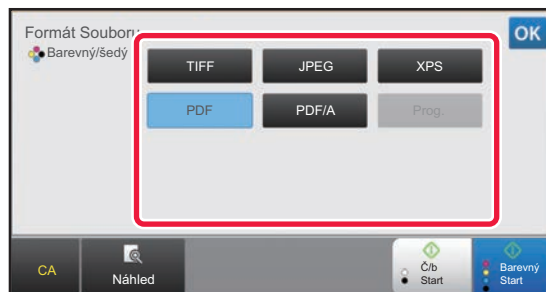 Formát Souboru
OK
Barevný/šedý
TIFF
JPEG
XPS
PDF
PDF/A
Prog.
CA
Náhled
Č/b
Start
Barevný
Start